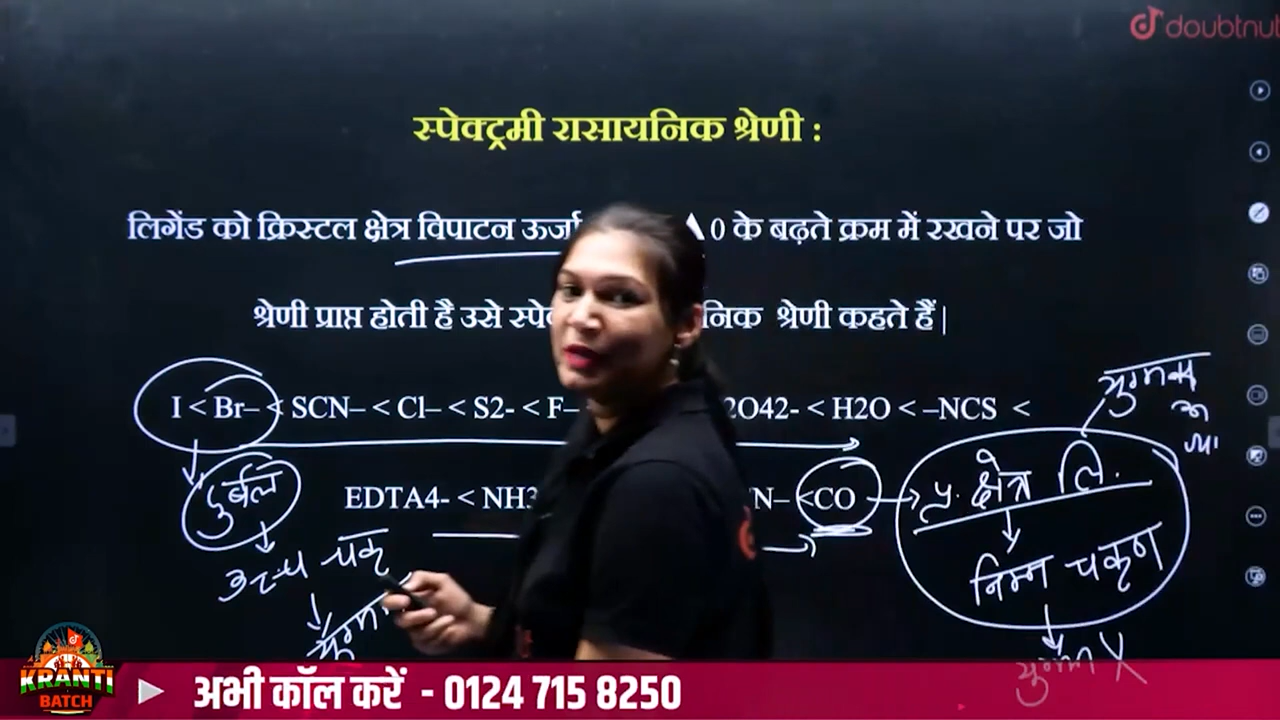 doubtnut
स्पेक्ट्रमी रासायनिक श्रेणी :
लिगेंड को क्रिस्टल क्षेत्र विपाटन ऊर्जा 0 के बढ़ते क्रम में रखने पर जो
श्रेणी प्राप्त होती है उसे निक श्रेणी कहते हैं |
I < Br– < SCN– < Cl– < S2- < F– 2O42- < H2O < –NCS <
EDTA4- < NH3 N– < CO
दुर्बल
प्र. क्षेत्र लि.
निम्न चक्रण
KRANTI
BATCH
अभी कॉल करें - 0124 715 8250